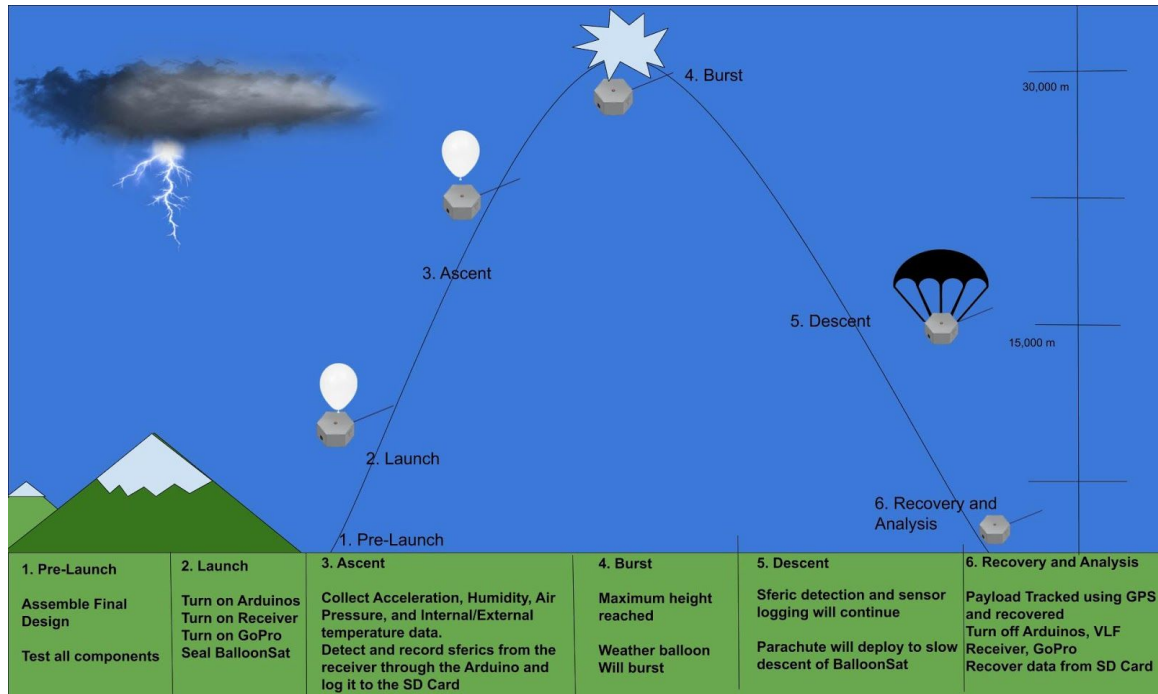 4. Burst
30,000 m
3. Ascent
5. Descent
15,000 m
2. Launch
6. Recovery and
Analysis
1. Pre-Launch
1. Pre-Launch
Assemble Final
Design
Test all components
2. Launch
Turn on Arduinos
Turn on Receiver
Turn on GoPro
Seal BalloonSat
3. Ascent
Collect Acceleration, Humidity, Air
Pressure, and Internal/External
temperature data.
Detect and record sferics from the
receiver through the Arduino and
log it to the SD Card
4. Burst
Maximum height
reached
Weather balloon
Will burst
5. Descent
Sferic detection and sensor
logging will continue
Parachute will deploy to slow
descent of BalloonSat
6. Recovery and Analysis
Payload Tracked using GPS
and recovered
Turn off Arduinos, VLF
Receiver, GoPro
Recover data from SD Card